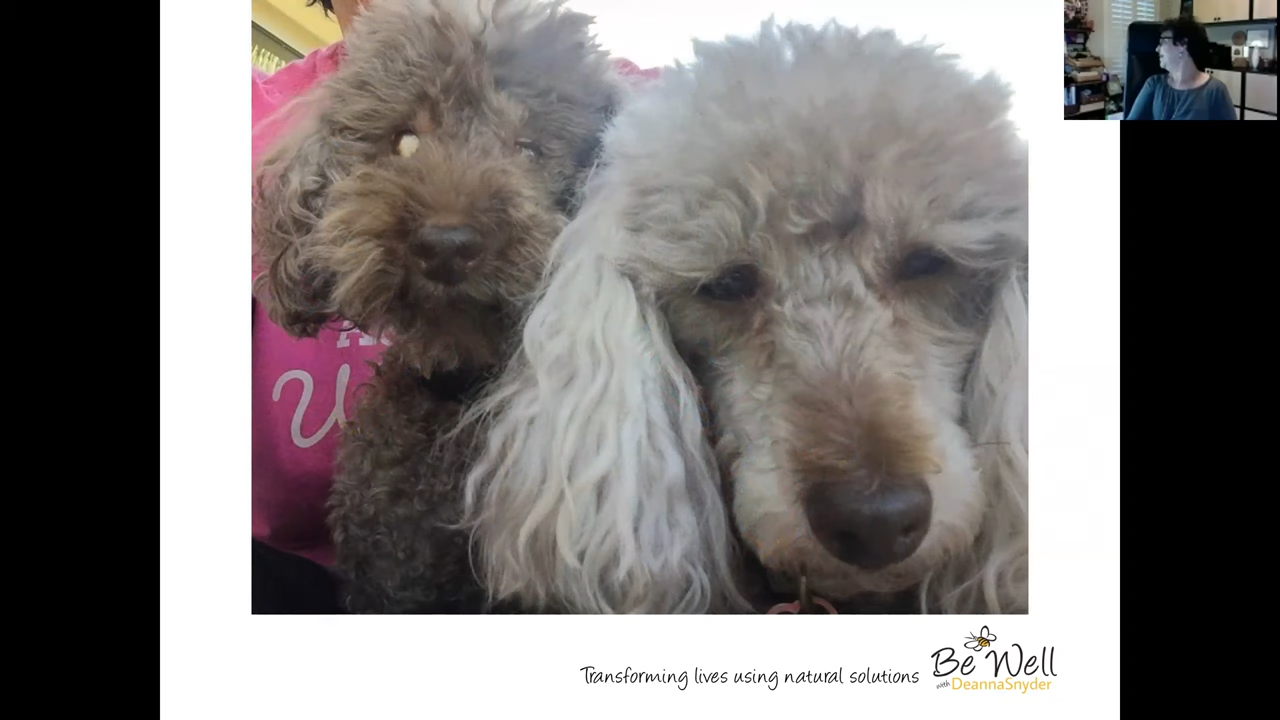 U
Transforming lives using natural solutions
Be Well
with DeannaSnyder